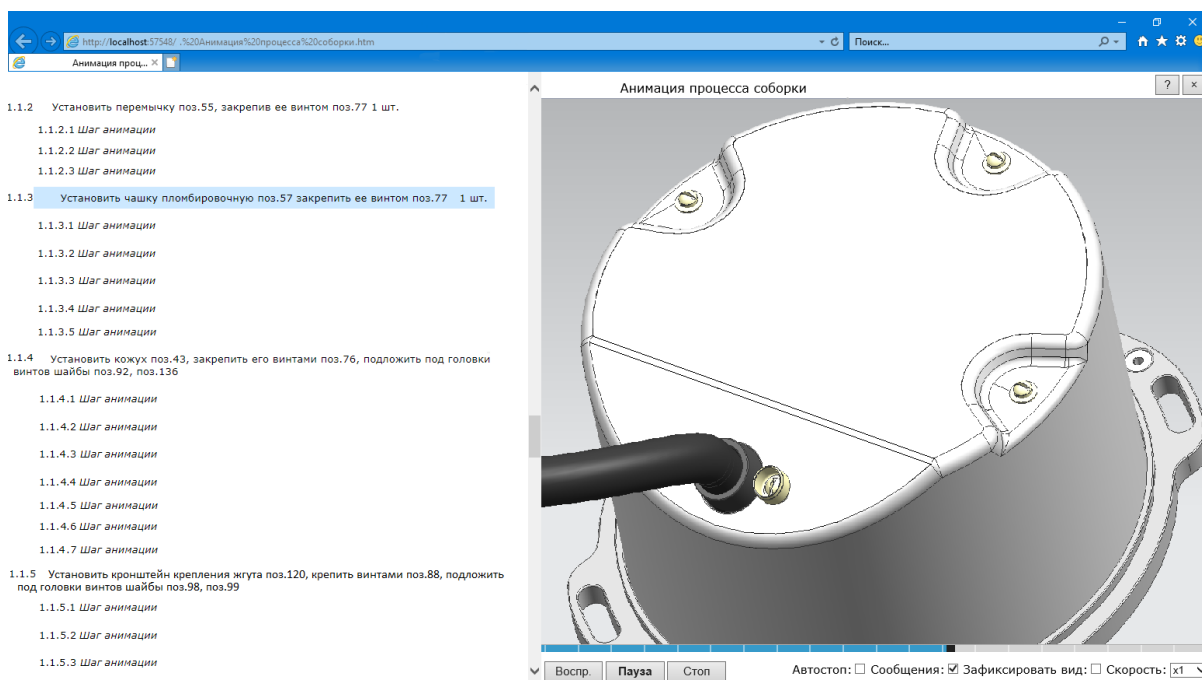 http://localhost:57548/ .%20Анимация%20процесса%20соборки.htm
Поиск...
Анимация проц...
Анимация процесса соборки
?
1.1.2 Установить перемычку поз.55, закрепив ее винтом поз.77 1 шт.
1.1.2.1 Шаг анимации
1.1.2.2 Шаг анимации
1.1.2.3 Шаг анимации
1.1.3 Установить чашку пломбировочную поз.57 закрепить ее винтом поз.77 1 шт.
1.1.3.1 Шаг анимации
1.1.3.2 Шаг анимации
1.1.3.3 Шаг анимации
1.1.3.4 Шаг анимации
1.1.3.5 Шаг анимации
1.1.4 Установить кожух поз.43, закрепить его винтами поз.76, подложить под головки
винтов шайбы поз.92, поз.136
1.1.4.1 Шаг анимации
1.1.4.2 Шаг анимации
1.1.4.3 Шаг анимации
1.1.4.4 Шаг анимации
1.1.4.5 Шаг анимации
1.1.4.6 Шаг анимации
1.1.4.7 Шаг анимации
1.1.5 Установить кронштейн крепления жгута поз.120, крепить винтами поз.88, подложить
под головки винтов шайбы поз.98, поз.99
1.1.5.1 Шаг анимации
1.1.5.2 Шаг анимации
1.1.5.3 Шаг анимации
Воспр. Пауза Стоп Автостоп: Сообщения: Зафиксировать вид: Скорость: x1